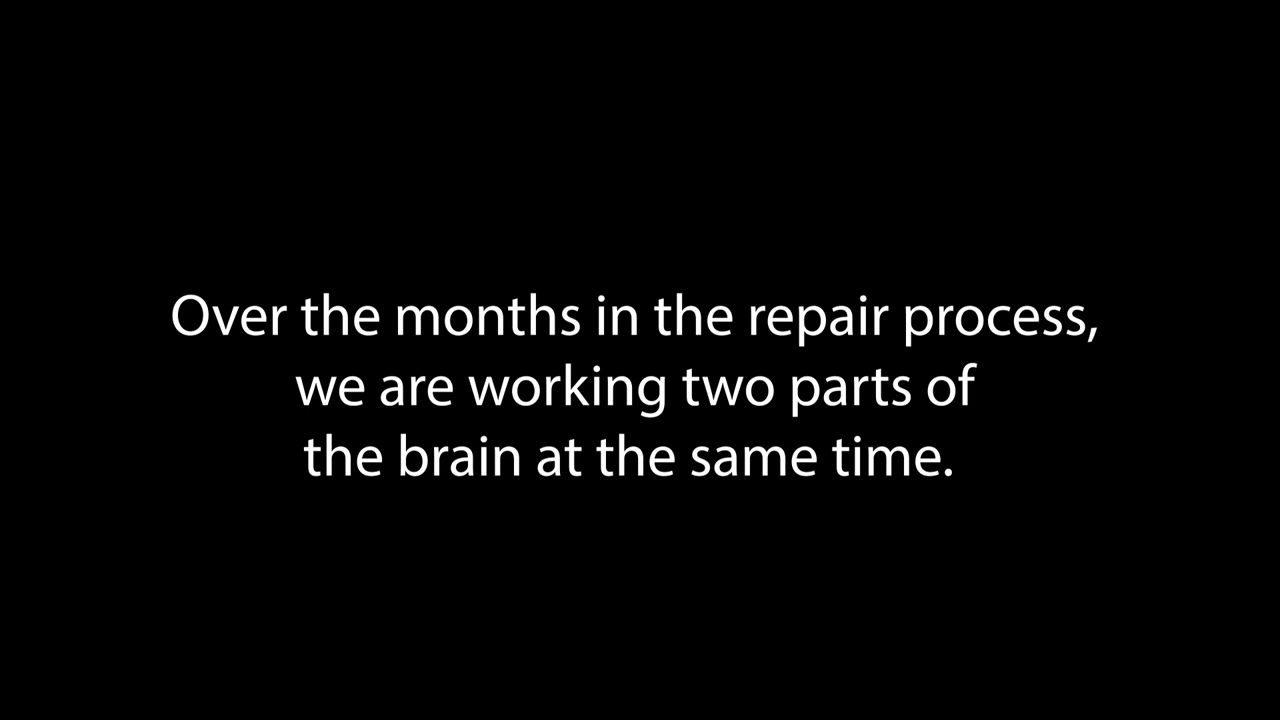 Over the months in the repair process,
we are working two parts of
the brain at the same time.